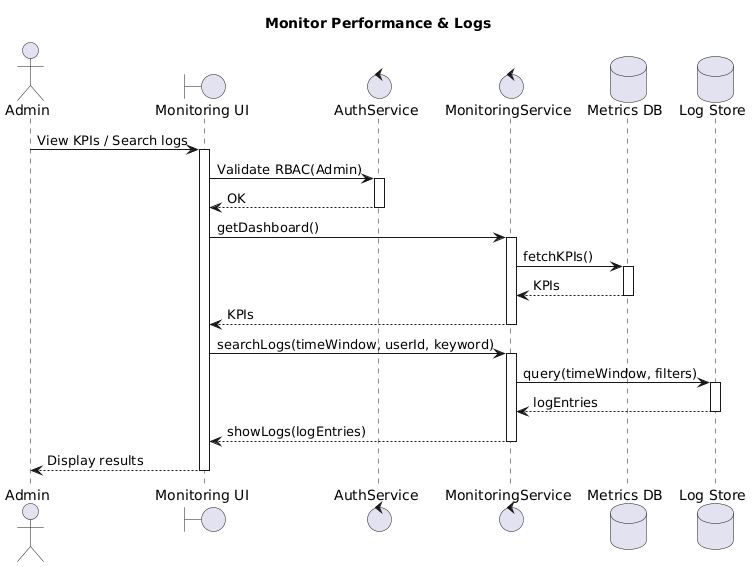 Monitor Performance & Logs
Admin
Monitoring UI
AuthService
MonitoringService
Metrics DB
Log Store
View KPIs / Search logs
Validate RBAC(Admin)
OK
getDashboard()
fetchKPIs()
KPIs
KPIs
searchLogs(timeWindow, userId, keyword)
query(timeWindow, filters)
logEntries
showLogs(logEntries)
Display results
Admin
Monitoring UI
AuthService
MonitoringService
Metrics DB
Log Store